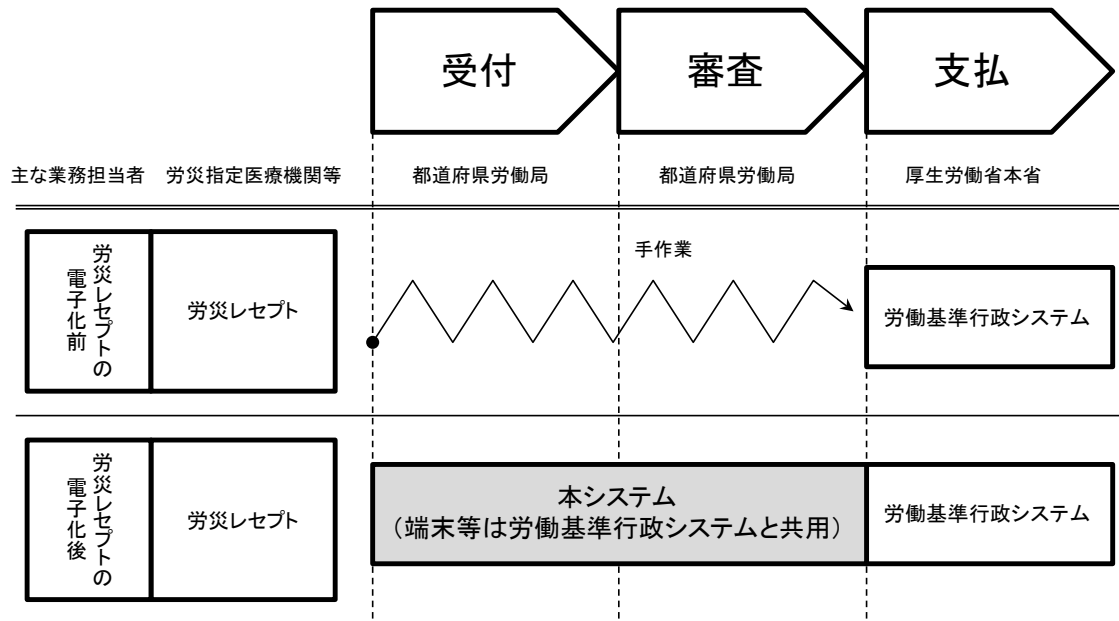 受付
審査
支払
主な業務担当者
労災指定医療機関等
都道府県労働局
都道府県労働局
厚生労働省本省
労災レセプトの
電子化前
労災レセプト
手作業
労働基準行政システム
労災レセプトの
電子化後
労災レセプト
本システム
（端末等は労働基準行政システムと共用）
労働基準行政システム